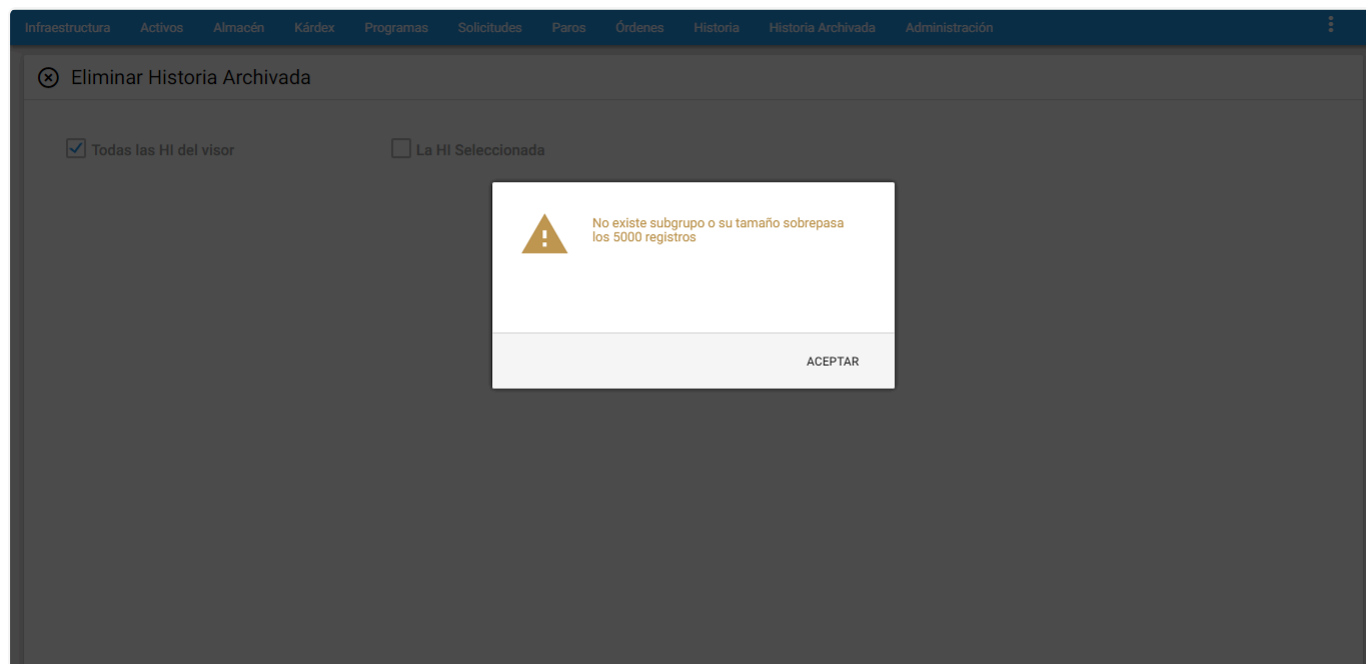 Infraestructura Activos Almacén Kárdex Programas Solicitudes Paros Órdenes Historia Historia Archivada Administración
Eliminar Historia Archivada
Todas las HI del visor La HI Seleccionada
No existe subgrupo o su tamaño sobrepasa
los 5000 registros
ACEPTAR